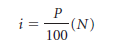 i = P/100 (N)